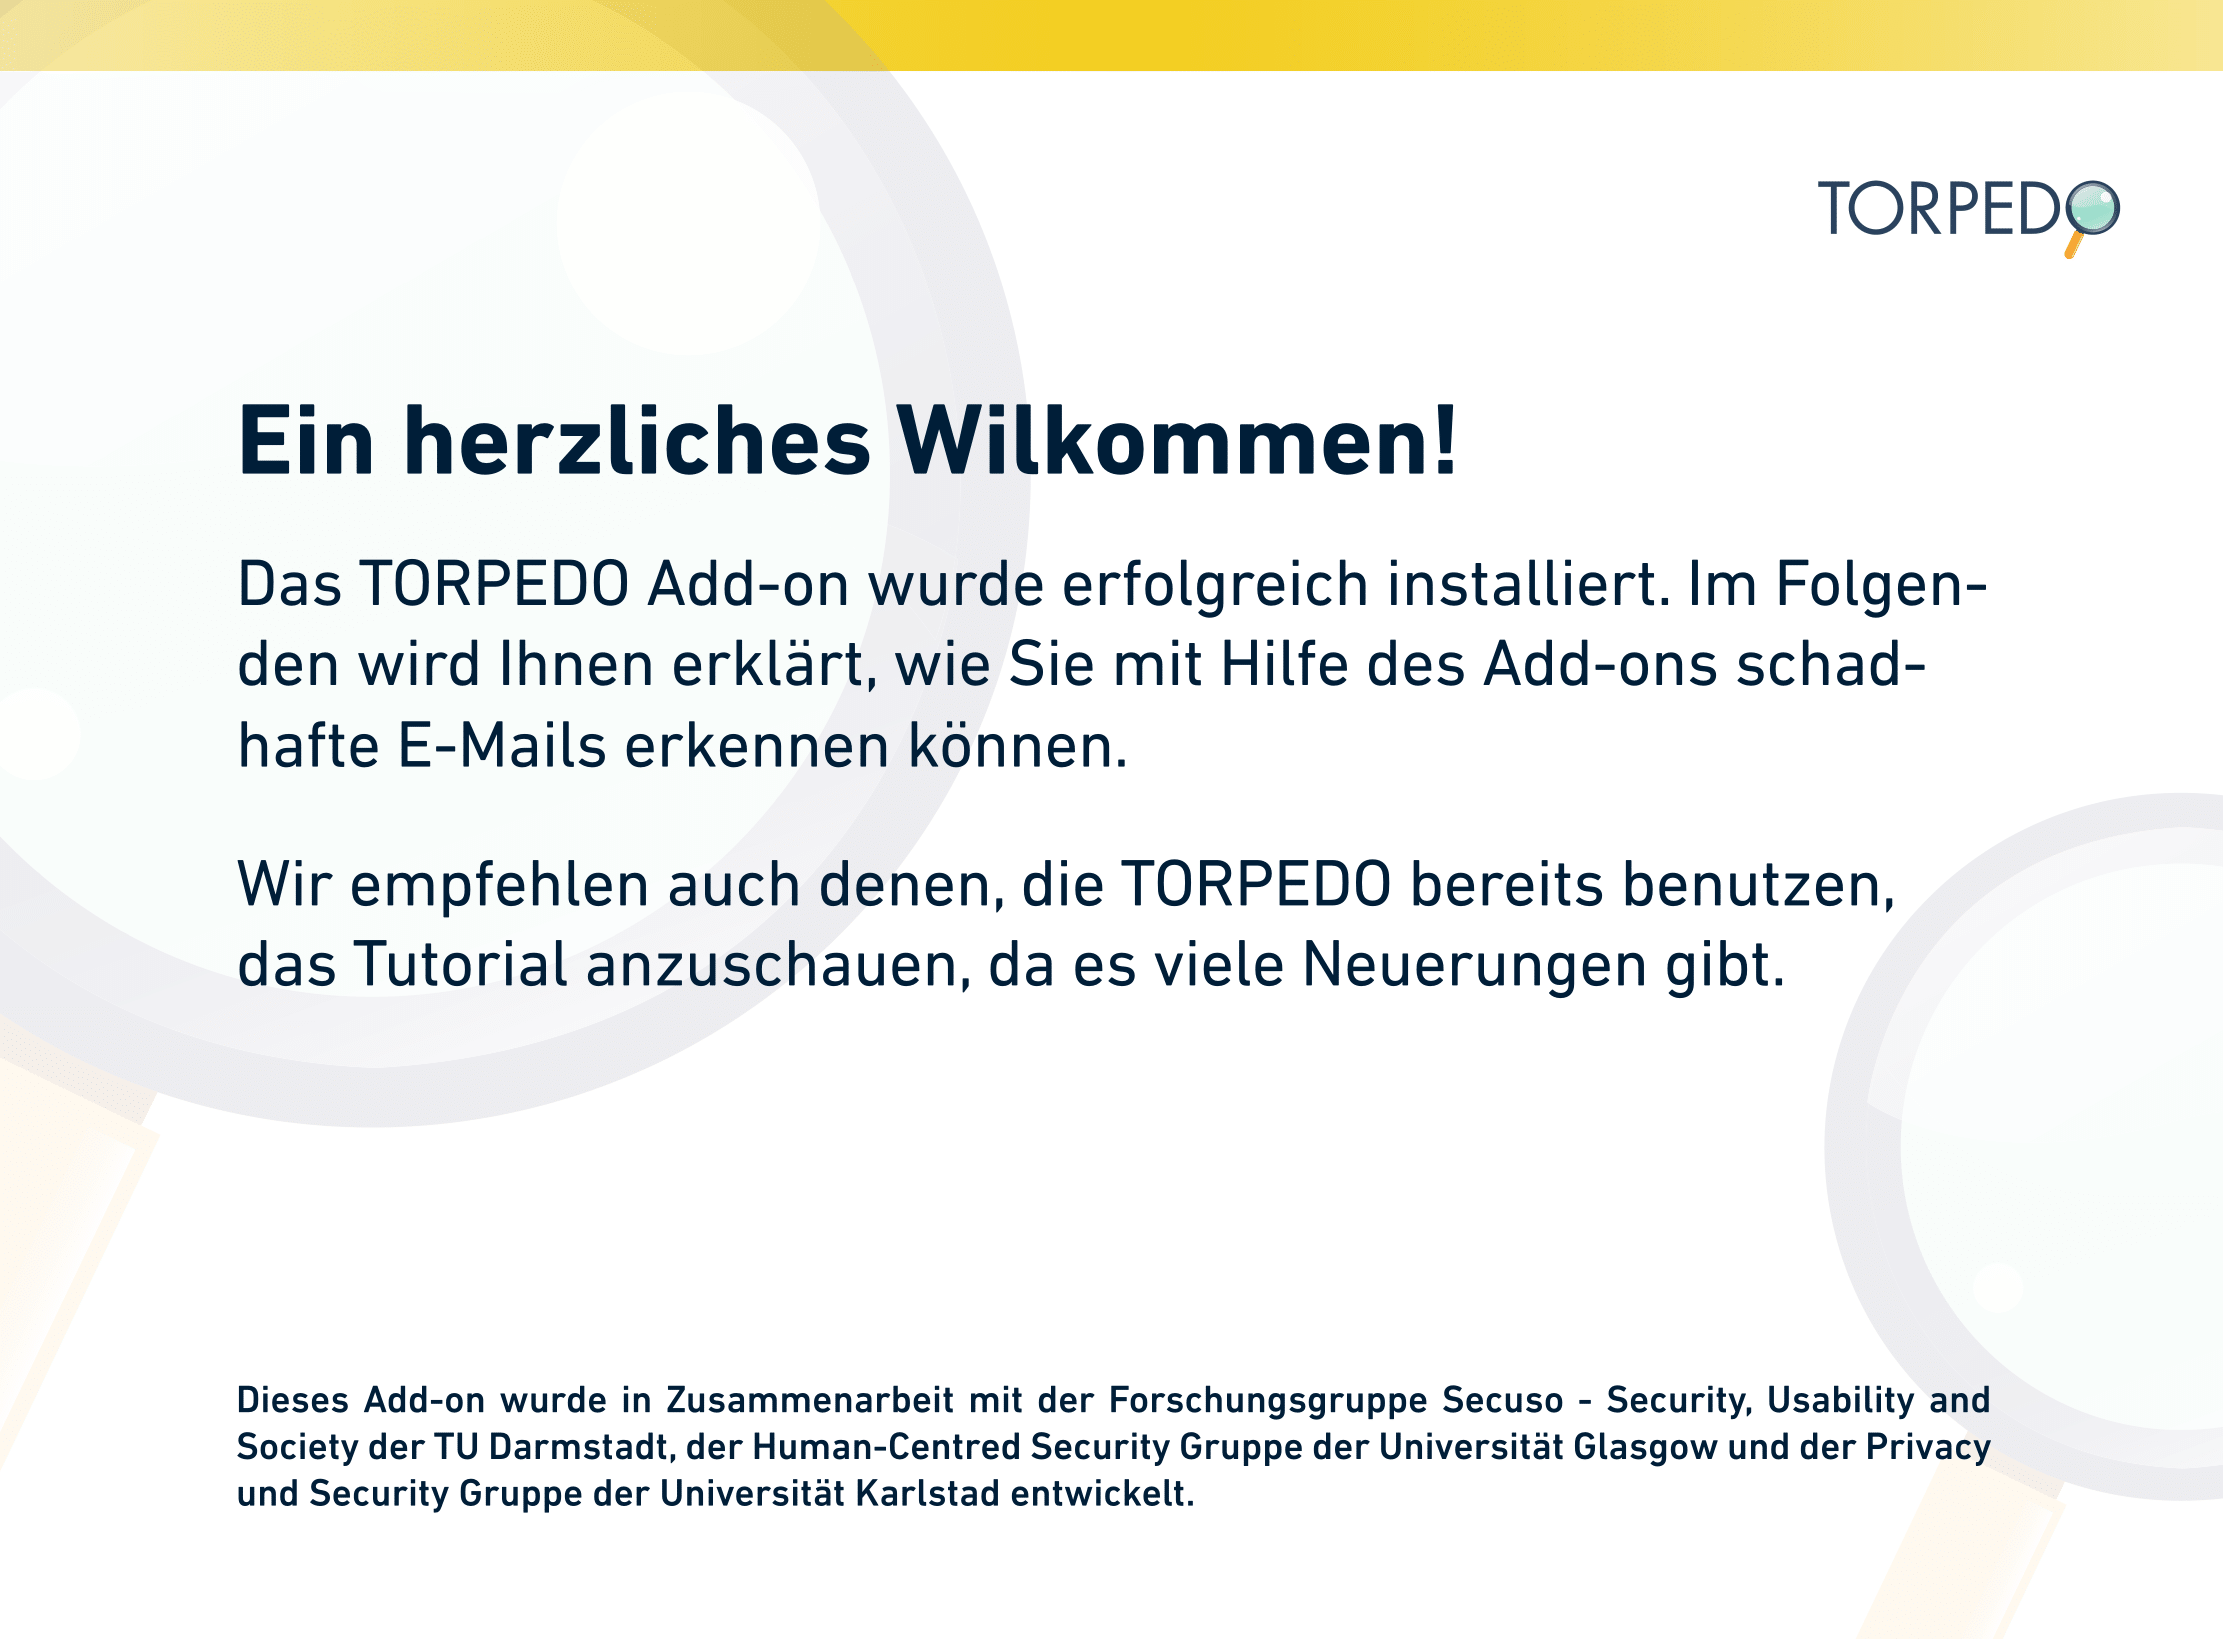 TORPEDO
Ein herzliches Wilkommen!
Das TORPEDO Add-on wurde erfolgreich installiert. Im Folgen-
den wird Ihnen erklärt, wie Sie mit Hilfe des Add-ons schad-
hafte E-Mails erkennen können.
Wir empfehlen auch denen, die TORPEDO bereits benutzen,
das Tutorial anzuschauen, da es viele Neuerungen gibt.
Dieses Add-on wurde in Zusammenarbeit mit der Forschungsgruppe Secuso - Security, Usability and
Society der TU Darmstadt, der Human-Centred Security Gruppe der Universität Glasgow und der Privacy
und Security Gruppe der Universität Karlstad entwickelt.